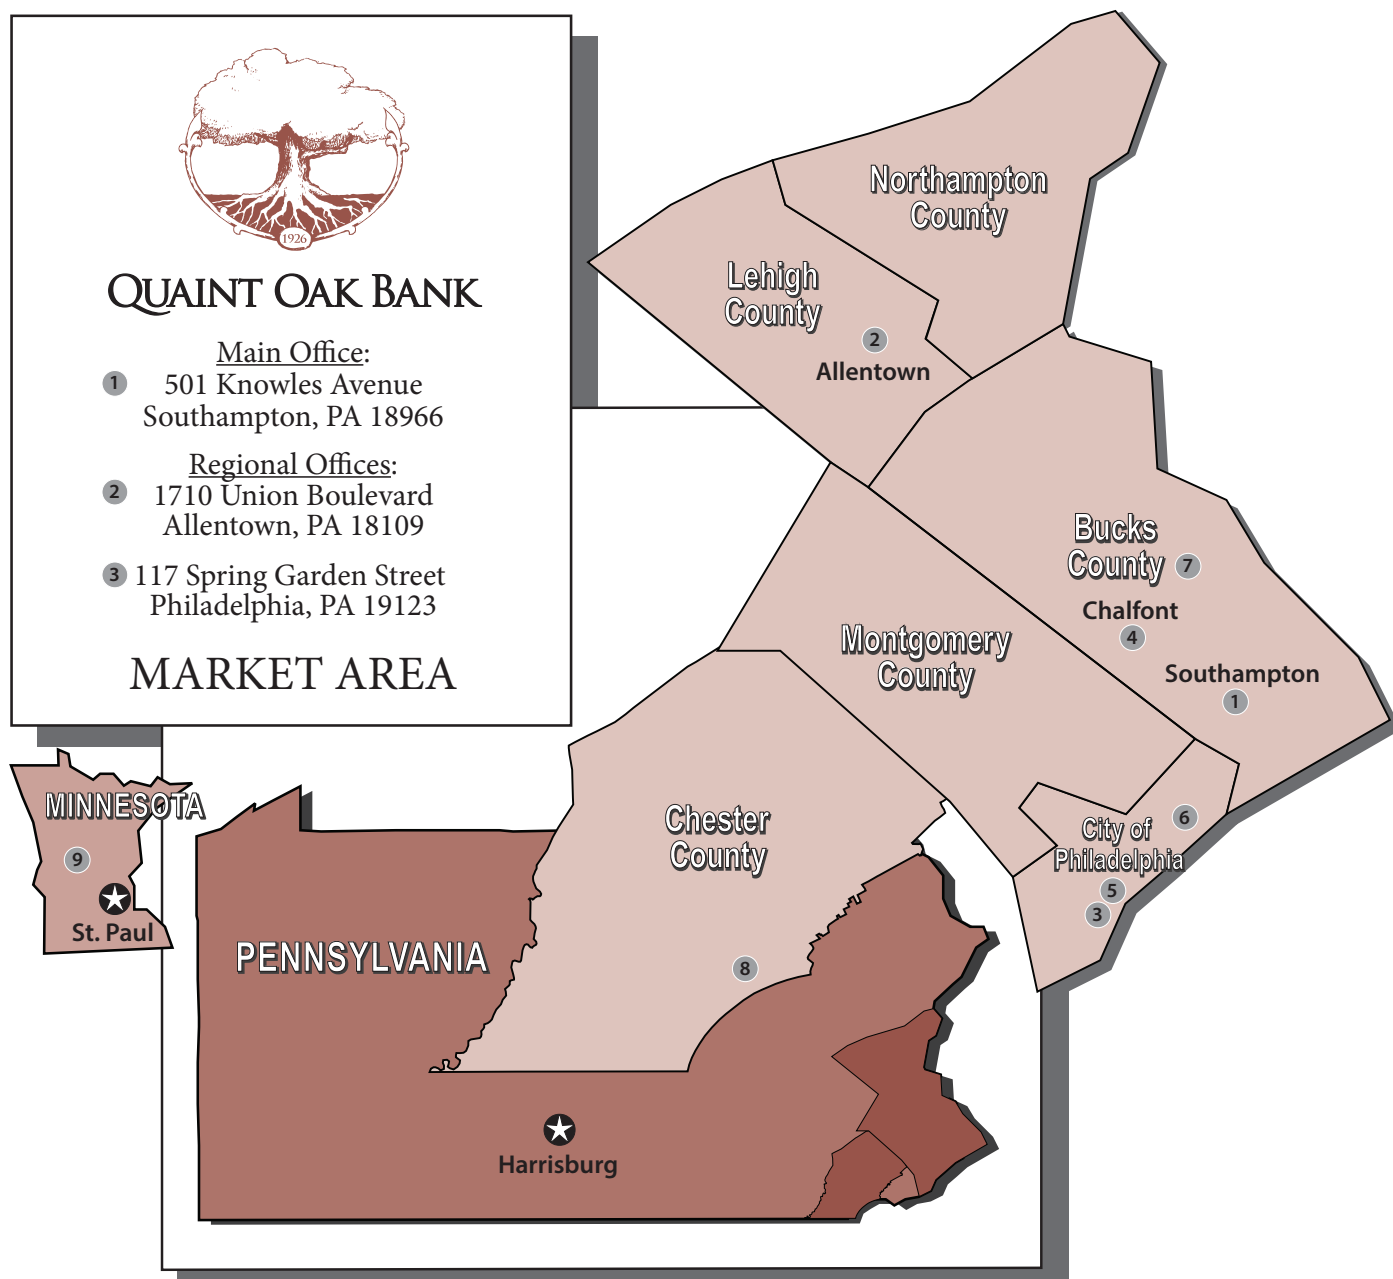 1926
QUAINT OAK BANK
Main Office:
1 501 Knowles Avenue
Southampton, PA 18966
Regional Offices:
2 1710 Union Boulevard
Allentown, PA 18109
3 117 Spring Garden Street
Philadelphia, PA 19123
MARKET AREA
Northampton
County
Lehigh
County
2
Allentown
Bucks
County
7
Chalfont
4
Southampton
1
Montgomery
County
City of
Philadelphia
6
5
3
Chester
County
8
MINNESOTA
9
St. Paul
PENNSYLVANIA
Harrisburg